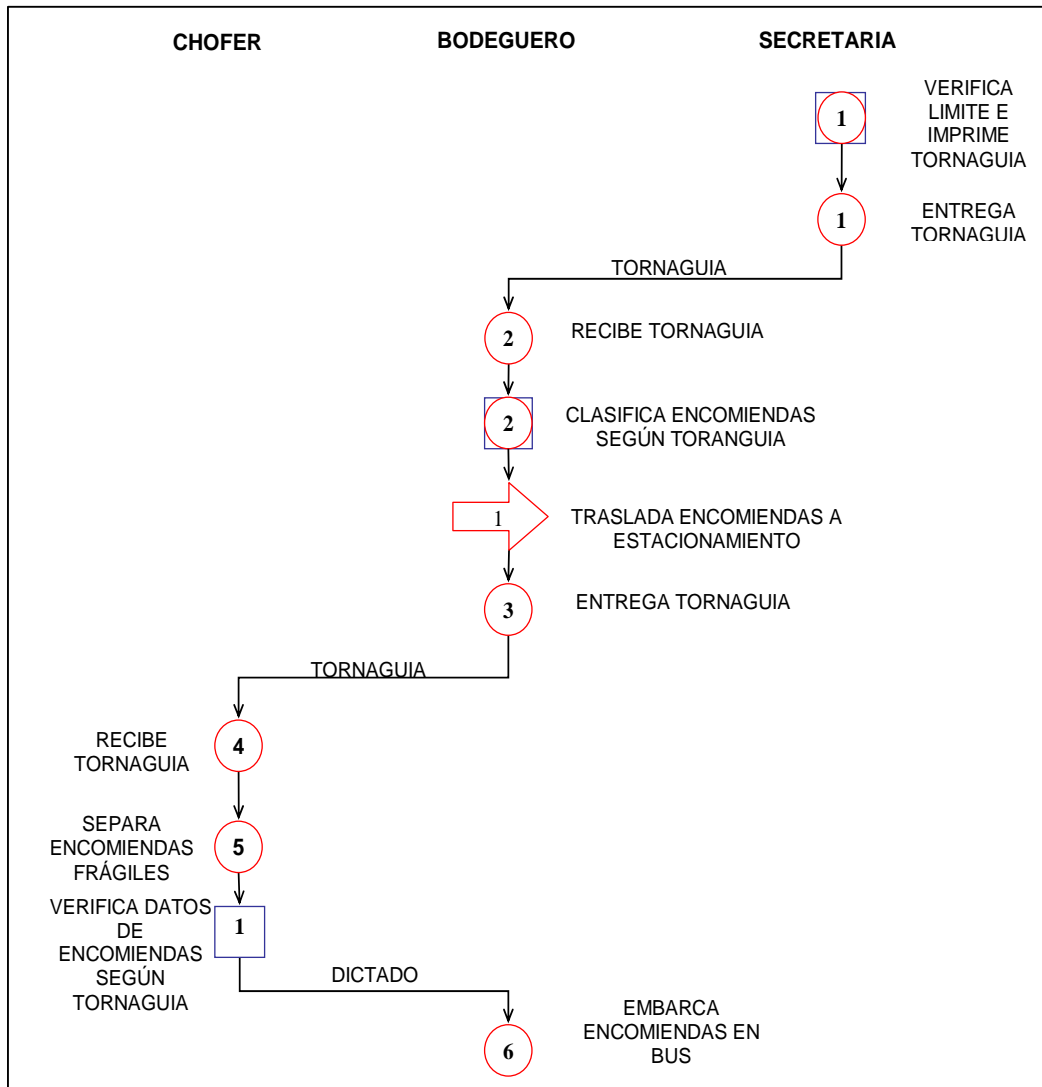 CHOFER
BODEGUERO
SECRETARIA
1
VERIFICA
LIMITE E
IMPRIME
TORNAGUIA
1
ENTREGA
TORNAGUIA
TORNAGUIA
2
RECIBE TORNAGUIA
2
CLASIFICA ENCOMIENDAS
SEGÚN TORANGUIA
1
TRASLADA ENCOMIENDAS A
ESTACIONAMIENTO
3
ENTREGA TORNAGUIA
TORNAGUIA
RECIBE
TORNAGUIA
4
SEPARA
ENCOMIENDAS
FRÁGILES
5
VERIFICA DATOS
DE
ENCOMIENDAS
SEGÚN
TORNAGUIA
1
DICTADO
6
EMBARCA
ENCOMIENDAS EN
BUS